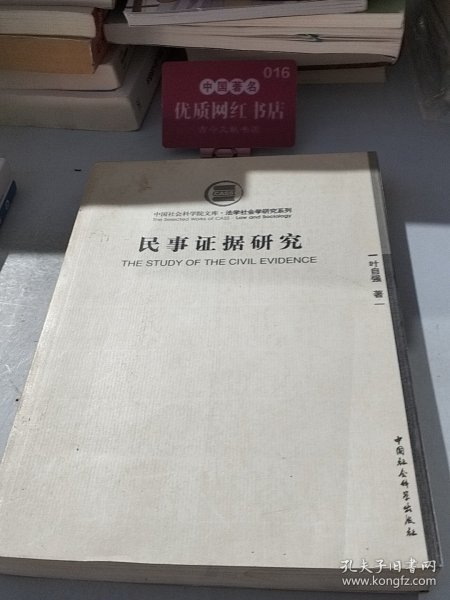 016
中国著名
优质网红书店
CASS
中国社会科学院文库·法学社会学研究系列
The Selected Works of CASS · Law and Sociology
民事证据研究
THE STUDY OF THE CIVIL EVIDENCE
叶自强 著
中国社会科学出版社
孔夫子旧书网
www.kongfz.com